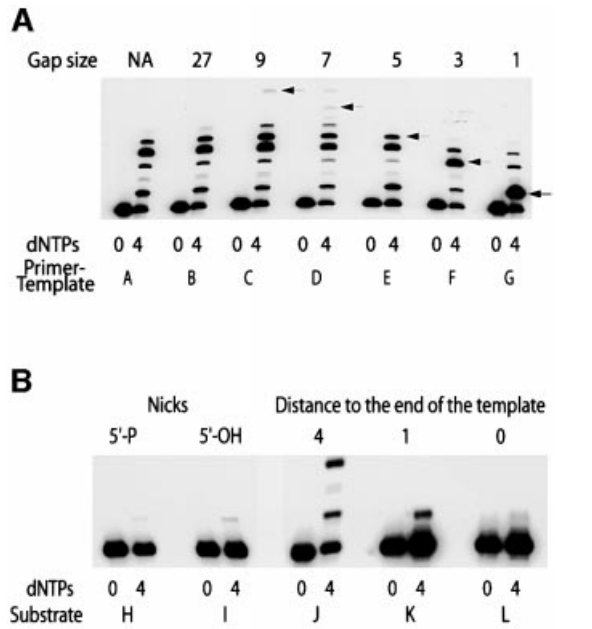 A
Gap size NA 27 9 7 5 3 1
dNTPs 0 4 0 4 0 4 0 4 0 4 0 4 0 4
Primer-
Template A B C D E F G
B
Nicks Distance to the end of the template
5'-P 5'-OH 4 1 0
dNTPs 0 4 0 4 0 4 0 4 0 4
Substrate H I J K L